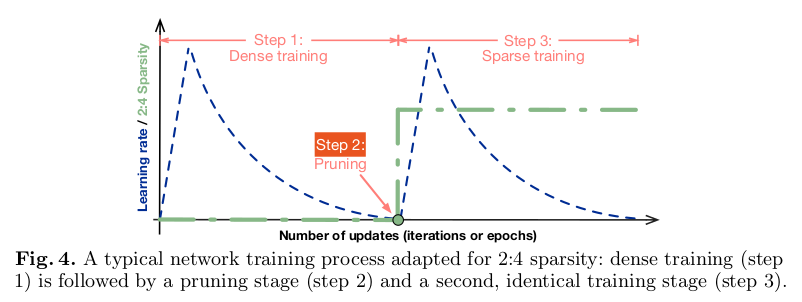 Step 1:
Dense training
Step 3:
Sparse training
Learning rate / 2:4 Sparsity
Step 2:
Pruning
Number of updates (iterations or epochs)
Fig. 4. A typical network training process adapted for 2:4 sparsity: dense training (step
1) is followed by a pruning stage (step 2) and a second, identical training stage (step 3).